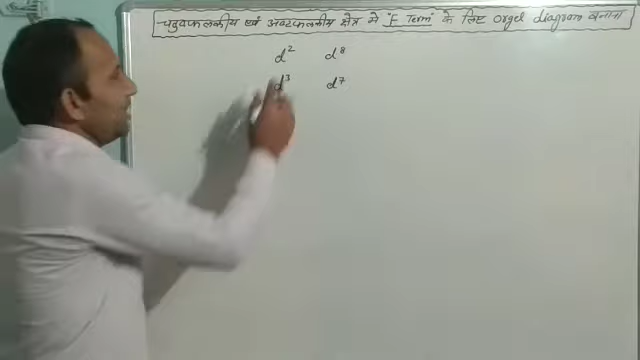 चतुष्फलकीय एवं अष्टफलकीय क्षेत्र में 'F Term' के लिए orgel diagram बनाना
d² d⁸
d³ d⁷